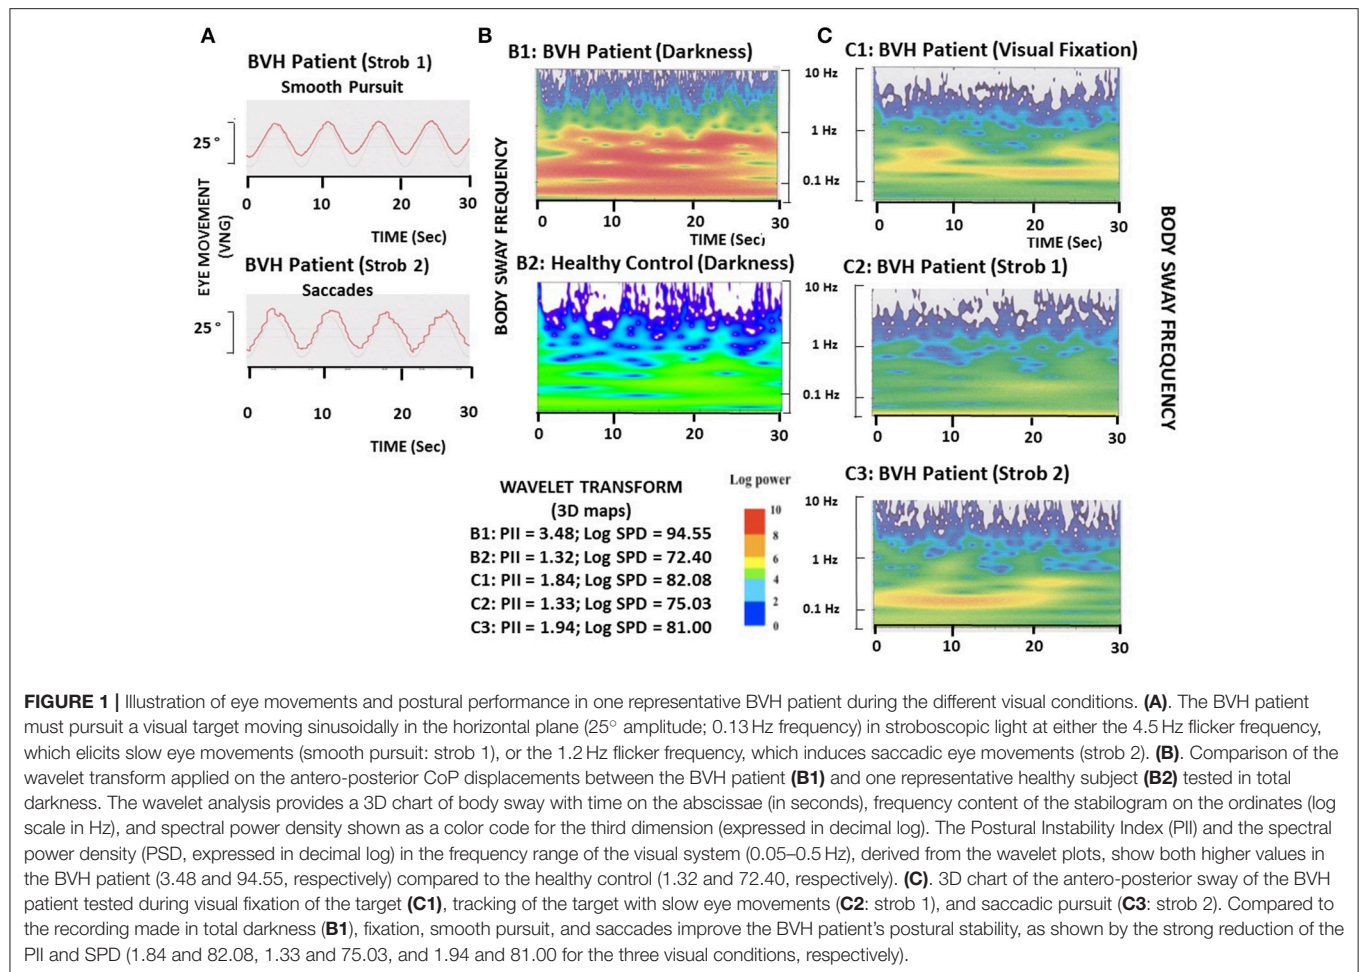 A
BVH Patient (Strob 1)
Smooth Pursuit
25 °
0 10 20 30
TIME (Sec)
EYE MOVEMENT
(VNG)
BVH Patient (Strob 2)
Saccades
25 °
0 10 20 30
TIME (Sec)
B
B1: BVH Patient (Darkness)
0 10 20 30
TIME (Sec)
BODY SWAY FREQUENCY
B2: Healthy Control (Darkness)
0 10 20 30
C
C1: BVH Patient (Visual Fixation)
10 Hz
1 Hz
0.1 Hz
0 10 20 30
TIME (Sec)
C2: BVH Patient (Strob 1)
10 Hz
1 Hz
0.1 Hz
0 10 20 30
BODY SWAY FREQUENCY
C3: BVH Patient (Strob 2)
10 Hz
1 Hz
0.1 Hz
0 10 20 30
WAVELET TRANSFORM
(3D maps)
B1: PII = 3.48; Log SPD = 94.55
B2: PII = 1.32; Log SPD = 72.40
C1: PII = 1.84; Log SPD = 82.08
C2: PII = 1.33; Log SPD = 75.03
C3: PII = 1.94; Log SPD = 81.00
Log power
10
8
6
4
2
0
FIGURE 1 | Illustration of eye movements and postural performance in one representative BVH patient during the different visual conditions. (A). The BVH patient
must pursuit a visual target moving sinusoidally in the horizontal plane (25° amplitude; 0.13 Hz frequency) in stroboscopic light at either the 4.5 Hz flicker frequency,
which elicits slow eye movements (smooth pursuit: strob 1), or the 1.2 Hz flicker frequency, which induces saccadic eye movements (strob 2). (B). Comparison of the
wavelet transform applied on the antero-posterior CoP displacements between the BVH patient (B1) and one representative healthy subject (B2) tested in total
darkness. The wavelet analysis provides a 3D chart of body sway with time on the abscissae (in seconds), frequency content of the stabilogram on the ordinates (log
scale in Hz), and spectral power density shown as a color code for the third dimension (expressed in decimal log). The Postural Instability Index (PII) and the spectral
power density (PSD, expressed in decimal log) in the frequency range of the visual system (0.05–0.5 Hz), derived from the wavelet plots, show both higher values in
the BVH patient (3.48 and 94.55, respectively) compared to the healthy control (1.32 and 72.40, respectively). (C). 3D chart of the antero-posterior sway of the BVH
patient tested during visual fixation of the target (C1), tracking of the target with slow eye movements (C2: strob 1), and saccadic pursuit (C3: strob 2). Compared to
the recording made in total darkness (B1), fixation, smooth pursuit, and saccades improve the BVH patient's postural stability, as shown by the strong reduction of the
PII and SPD (1.84 and 82.08, 1.33 and 75.03, and 1.94 and 81.00 for the three visual conditions, respectively).